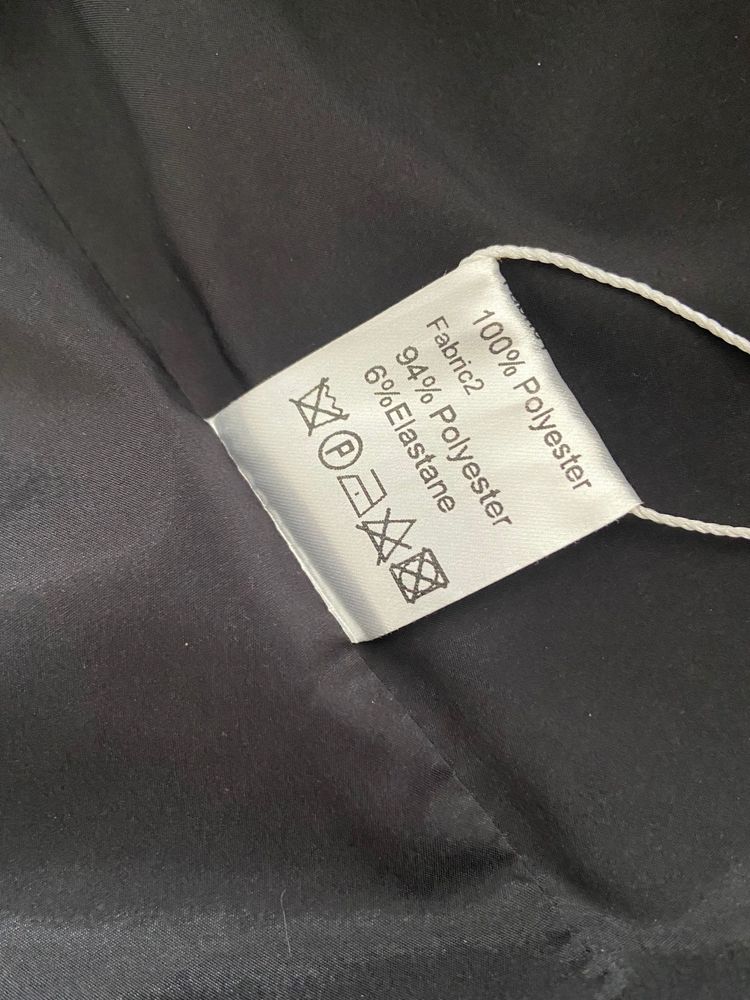 100% Polyester
Fabric2
94% Polyester
6%Elastane
P